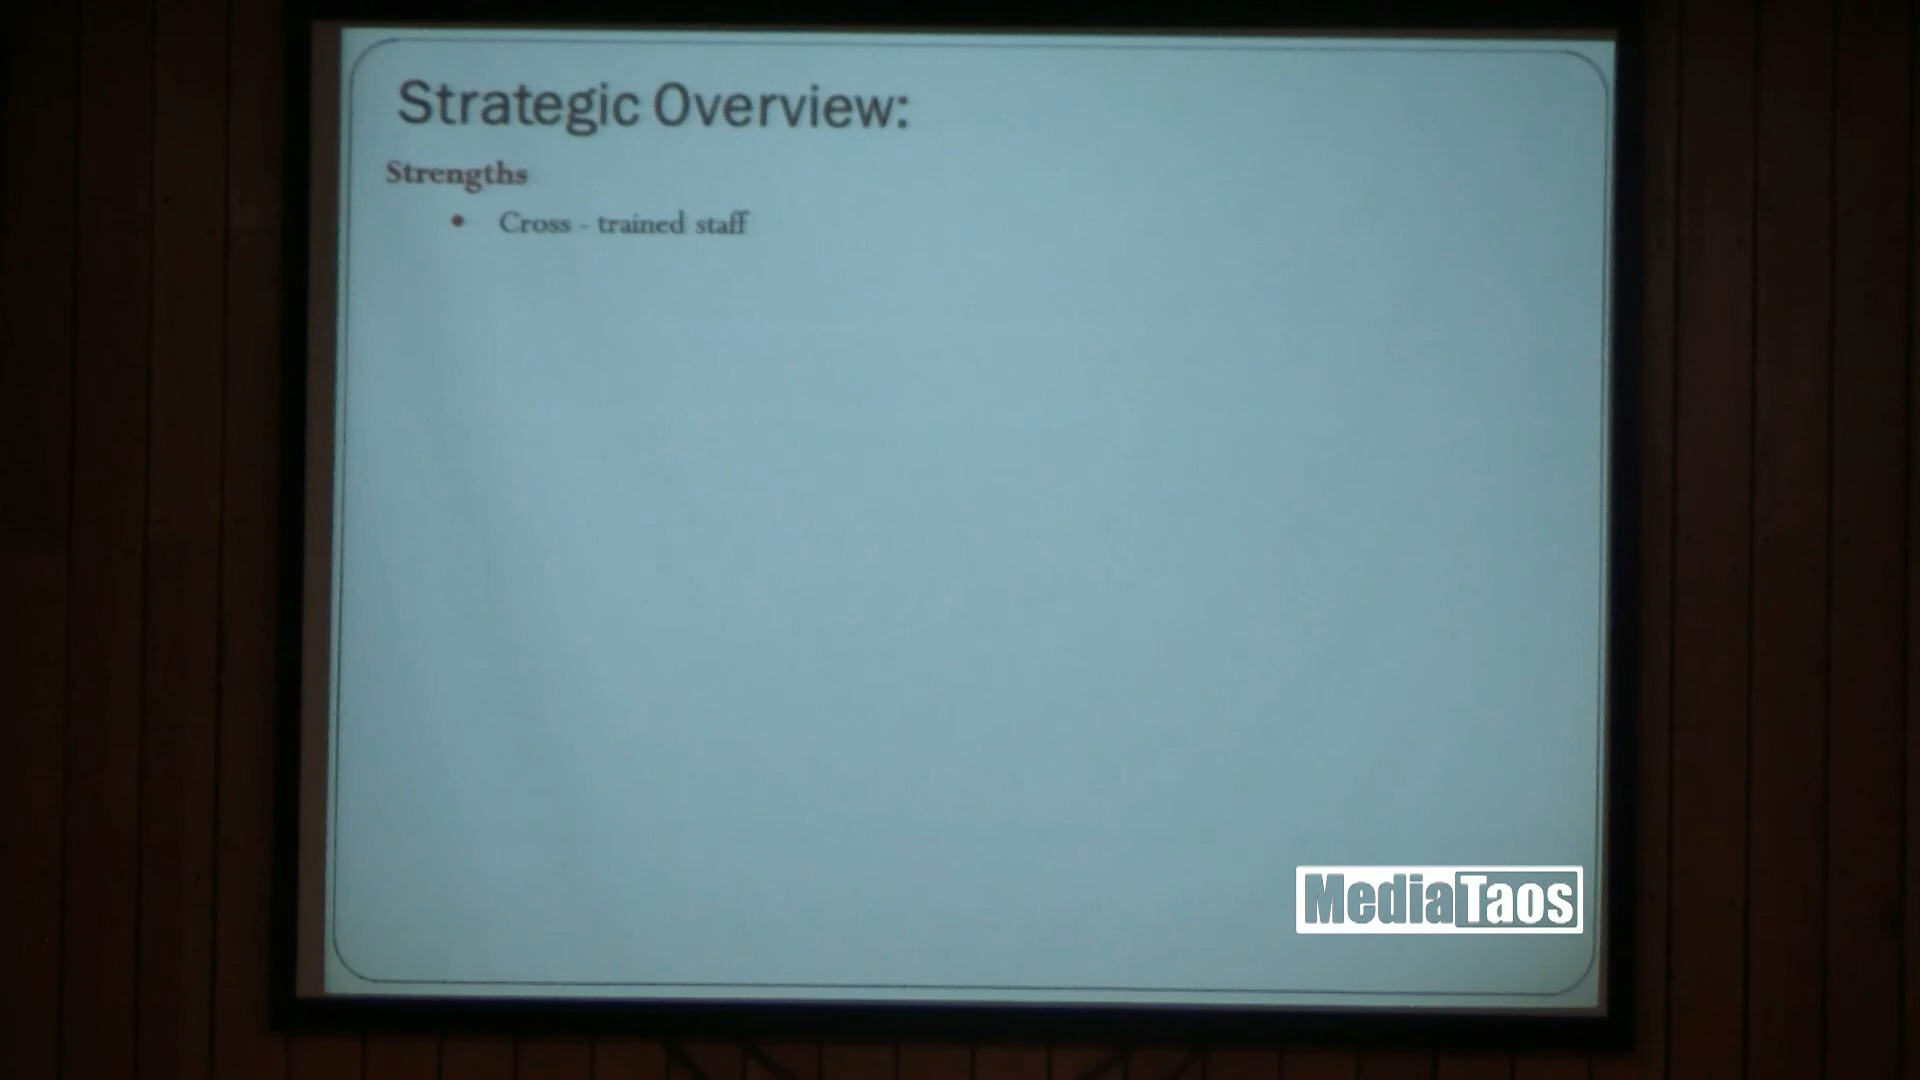 Strategic Overview:
Strengths
• Cross - trained staff
MediaTaos